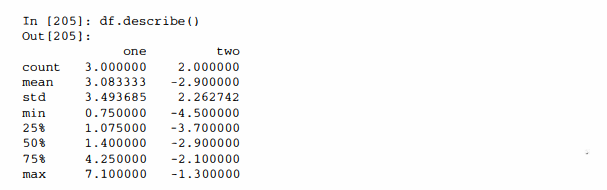 In [205]: df.describe()
Out[205]:
one two
count 3.000000 2.000000
mean 3.083333 -2.900000
std 3.493685 2.262742
min 0.750000 -4.500000
25% 1.075000 -3.700000
50% 1.400000 -2.900000
75% 4.250000 -2.100000
max 7.100000 -1.300000